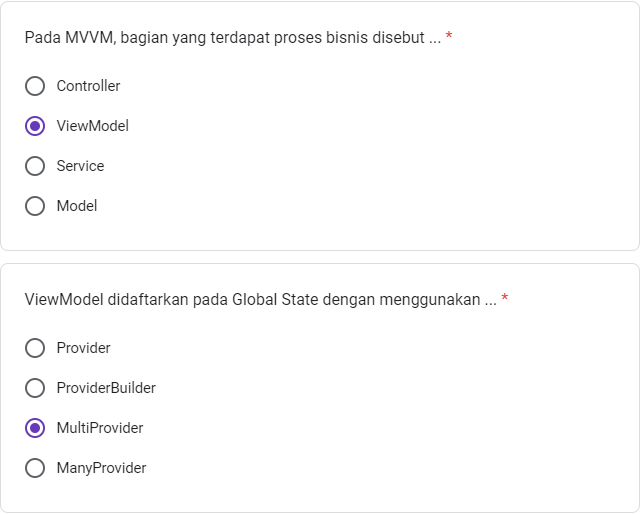 Pada MVVM, bagian yang terdapat proses bisnis disebut ... *
Controller
ViewModel
Service
Model
ViewModel didaftarkan pada Global State dengan menggunakan ... *
Provider
ProviderBuilder
MultiProvider
ManyProvider